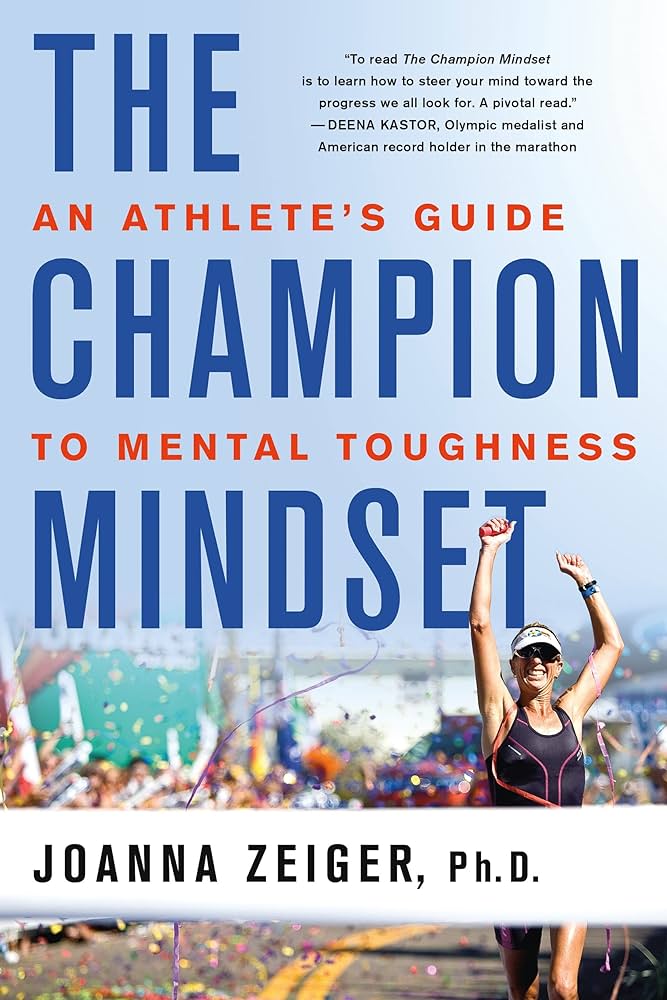 THE
“To read The Champion Mindset
is to learn how to steer your mind toward the
progress we all look for. A pivotal read.”
—DEENA KASTOR, Olympic medalist and
American record holder in the marathon
AN ATHLETE’S GUIDE
CHAMPION
TO MENTAL TOUGHNESS
MINDSET
JOANNA ZEIGER, Ph.D.